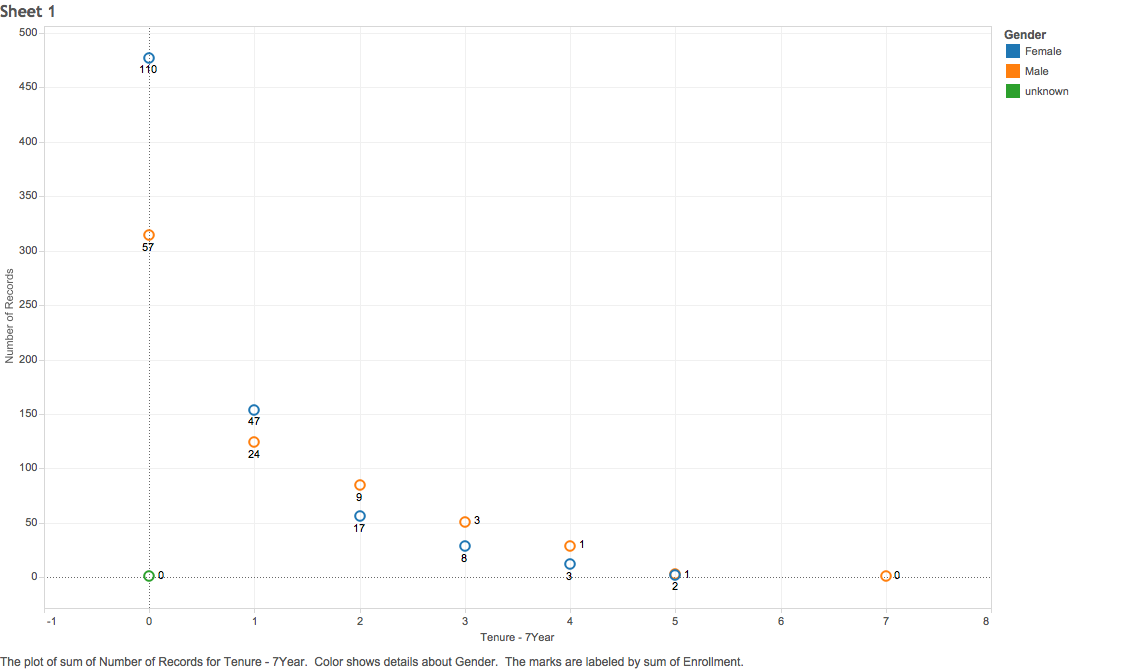 Sheet 1
500
450
400
350
300
250
200
150
100
50
0
Number of Records
110
57
0
47
24
9
17
3
8
1
3
1
2
0
-1 0 1 2 3 4 5 6 7 8
Tenure - 7Year
Gender
Female
Male
unknown
The plot of sum of Number of Records for Tenure - 7Year. Color shows details about Gender. The marks are labeled by sum of Enrollment.